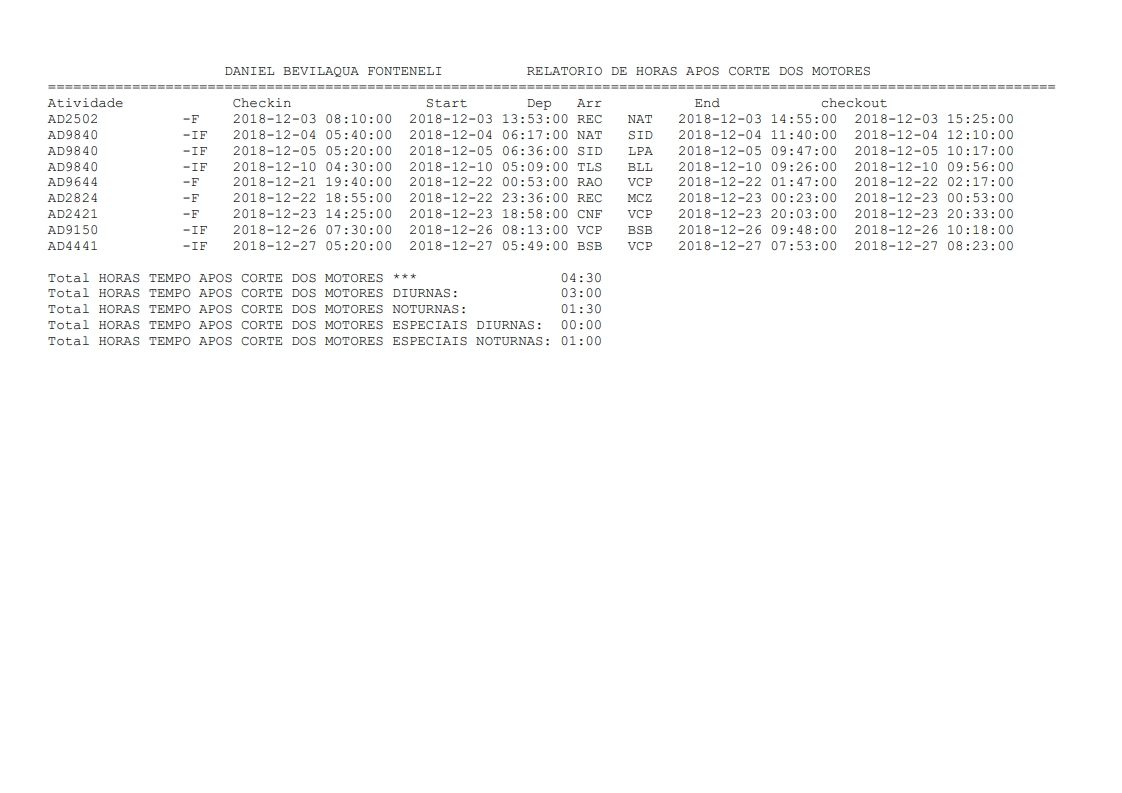 DANIEL BEVILAQUA FONTENELI          RELATORIO DE HORAS APOS CORTE DOS MOTORES
========================================================================================================================
Atividade             Checkin                Start       Dep   Arr           End            checkout
AD2502          -F    2018-12-03 08:10:00  2018-12-03 13:53:00 REC   NAT   2018-12-03 14:55:00  2018-12-03 15:25:00
AD9840          -IF   2018-12-04 05:40:00  2018-12-04 06:17:00 NAT   SID   2018-12-04 11:40:00  2018-12-04 12:10:00
AD9840          -IF   2018-12-05 05:20:00  2018-12-05 06:36:00 SID   LPA   2018-12-05 09:47:00  2018-12-05 10:17:00
AD9840          -IF   2018-12-10 04:30:00  2018-12-10 05:09:00 TLS   BLL   2018-12-10 09:26:00  2018-12-10 09:56:00
AD9644          -F    2018-12-21 19:40:00  2018-12-22 00:53:00 RAO   VCP   2018-12-22 01:47:00  2018-12-22 02:17:00
AD2824          -F    2018-12-22 18:55:00  2018-12-22 23:36:00 REC   MCZ   2018-12-23 00:23:00  2018-12-23 00:53:00
AD2421          -F    2018-12-23 14:25:00  2018-12-23 18:58:00 CNF   VCP   2018-12-23 20:03:00  2018-12-23 20:33:00
AD9150          -IF   2018-12-26 07:30:00  2018-12-26 08:13:00 VCP   BSB   2018-12-26 09:48:00  2018-12-26 10:18:00
AD4441          -IF   2018-12-27 05:20:00  2018-12-27 05:49:00 BSB   VCP   2018-12-27 07:53:00  2018-12-27 08:23:00
Total HORAS TEMPO APOS CORTE DOS MOTORES ***                 04:30
Total HORAS TEMPO APOS CORTE DOS MOTORES DIURNAS:            03:00
Total HORAS TEMPO APOS CORTE DOS MOTORES NOTURNAS:           01:30
Total HORAS TEMPO APOS CORTE DOS MOTORES ESPECIAIS DIURNAS:  00:00
Total HORAS TEMPO APOS CORTE DOS MOTORES ESPECIAIS NOTURNAS: 01:00